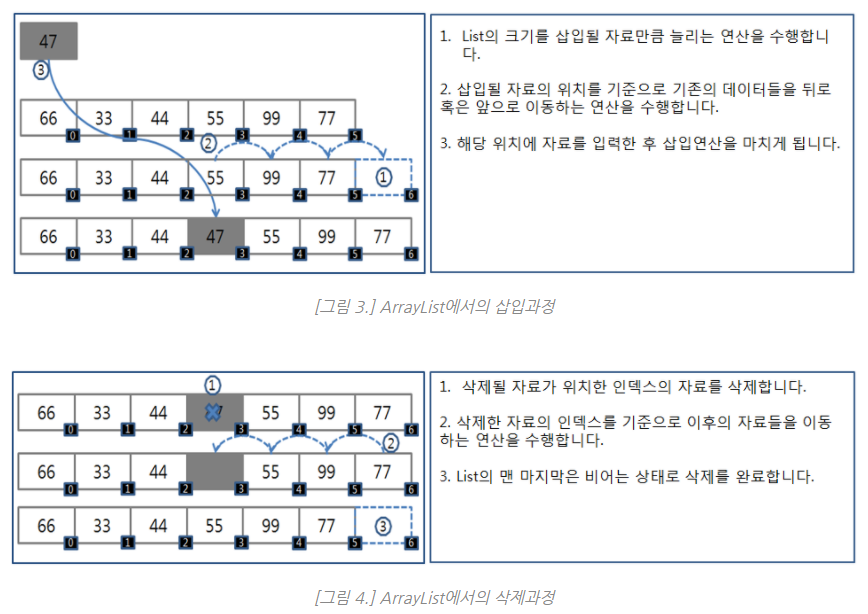 47
③
66 33 44 55 99 77
0 1 2 3 4 5
②
66 33 44 55 99 77 ①
0 1 2 3 4 5 6
66 33 44 47 55 99 77
0 1 2 3 4 5 6
1. List의 크기를 삽입될 자료만큼 늘리는 연산을 수행합니
다.
2. 삽입될 자료의 위치를 기준으로 기존의 데이터들을 뒤로
혹은 앞으로 이동하는 연산을 수행합니다.
3. 해당 위치에 자료를 입력한 후 삽입연산을 마치게 됩니다.
[그림 3.] ArrayList에서의 삽입과정
①
66 33 44 55 99 77
0 1 2 3 4 5 6
②
66 33 44 55 99 77
0 1 2 3 4 5 6
66 33 44 55 99 77 ③
0 1 2 3 4 5 6
1. 삭제될 자료가 위치한 인덱스의 자료를 삭제합니다.
2. 삭제한 자료의 인덱스를 기준으로 이후의 자료들을 이동
하는 연산을 수행합니다.
3. List의 맨 마지막은 비어는 상태로 삭제를 완료합니다.
[그림 4.] ArrayList에서의 삭제과정